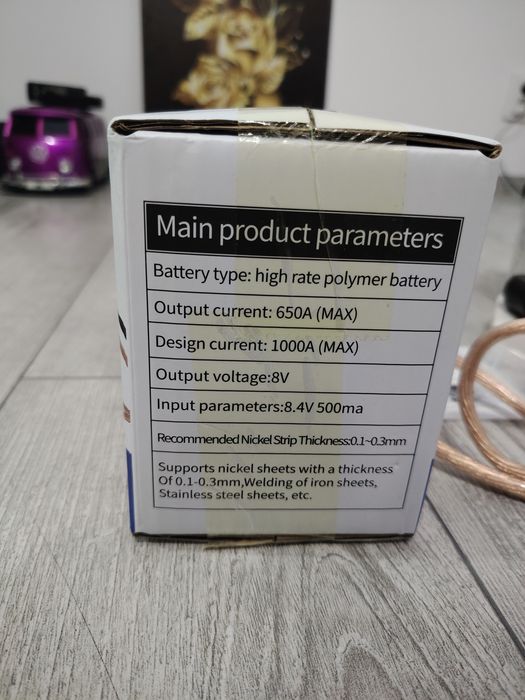 Main product parameters
Battery type: high rate polymer battery
Output current: 650A (MAX)
Design current: 1000A (MAX)
Output voltage:8V
Input parameters:8.4V 500ma
Recommended Nickel Strip Thickness:0.1~0.3mm
Supports nickel sheets with a thickness
Of 0.1-0.3mm,Welding of iron sheets,
Stainless steel sheets, etc.